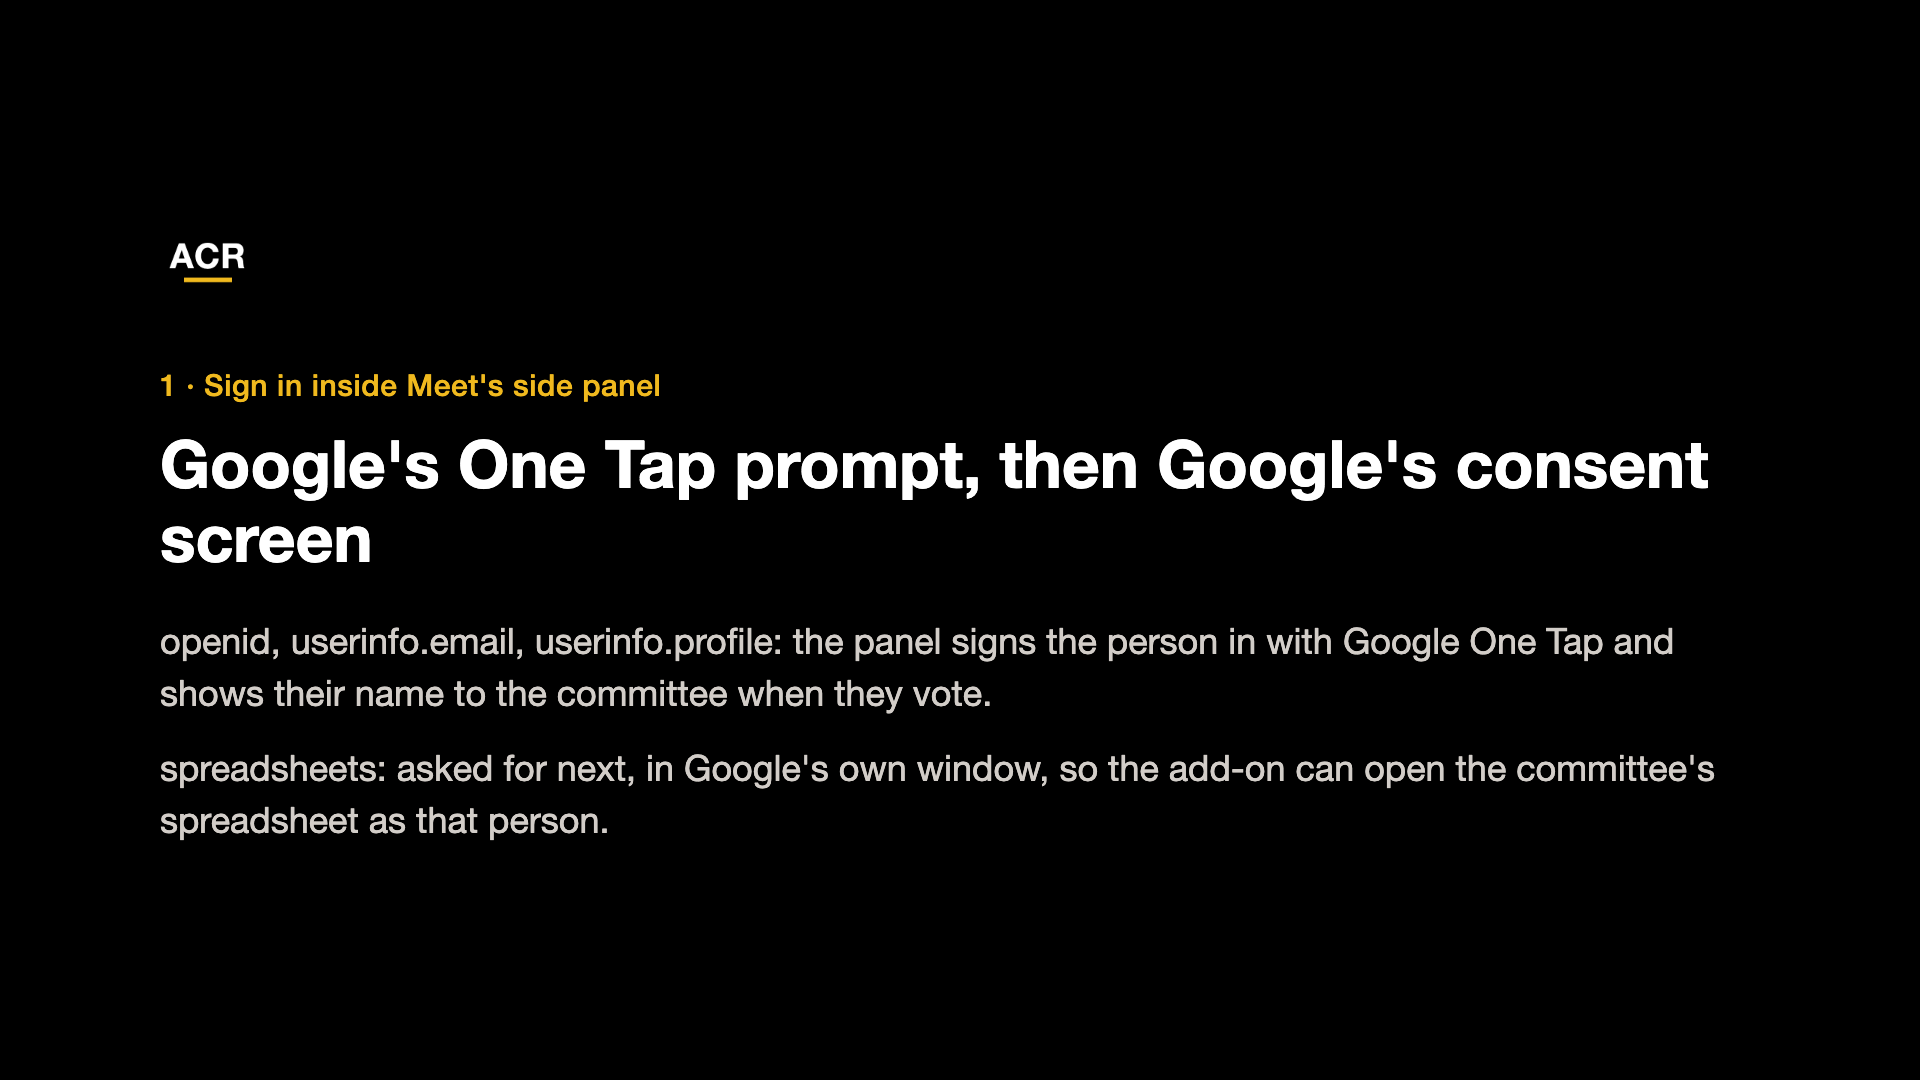 ACR
1 · Sign in inside Meet's side panel
Google's One Tap prompt, then Google's consent
screen
openid, userinfo.email, userinfo.profile: the panel signs the person in with Google One Tap and
shows their name to the committee when they vote.
spreadsheets: asked for next, in Google's own window, so the add-on can open the committee's
spreadsheet as that person.